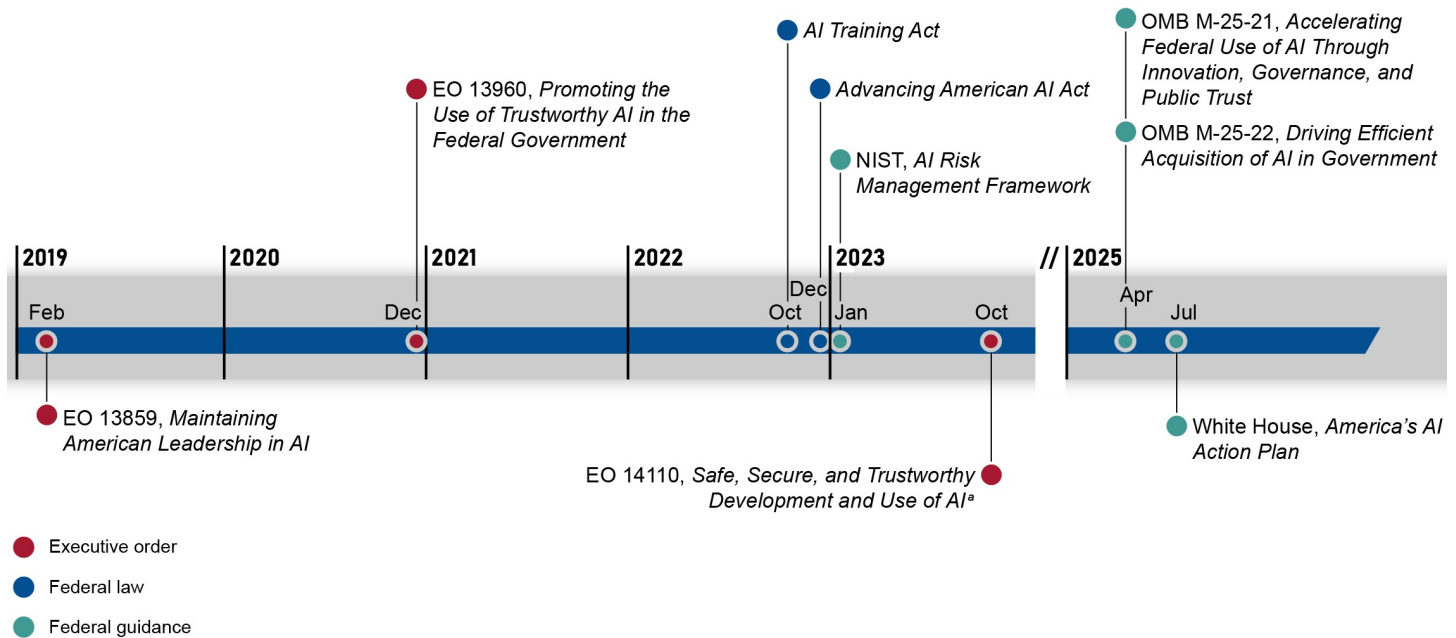 AI Training Act
OMB M-25-21, Accelerating
Federal Use of AI Through
Innovation, Governance, and
Public Trust
EO 13960, Promoting the
Use of Trustworthy AI in the
Federal Government
Advancing American AI Act
OMB M-25-22, Driving Efficient
Acquisition of AI in Government
NIST, AI Risk
Management Framework
2019
2020
2021
2022
2023
//
2025
Feb
Dec
Oct
Dec
Jan
Oct
Apr
Jul
EO 13859, Maintaining
American Leadership in AI
White House, America’s AI
Action Plan
EO 14110, Safe, Secure, and Trustworthy
Development and Use of AIᵃ
Executive order
Federal law
Federal guidance